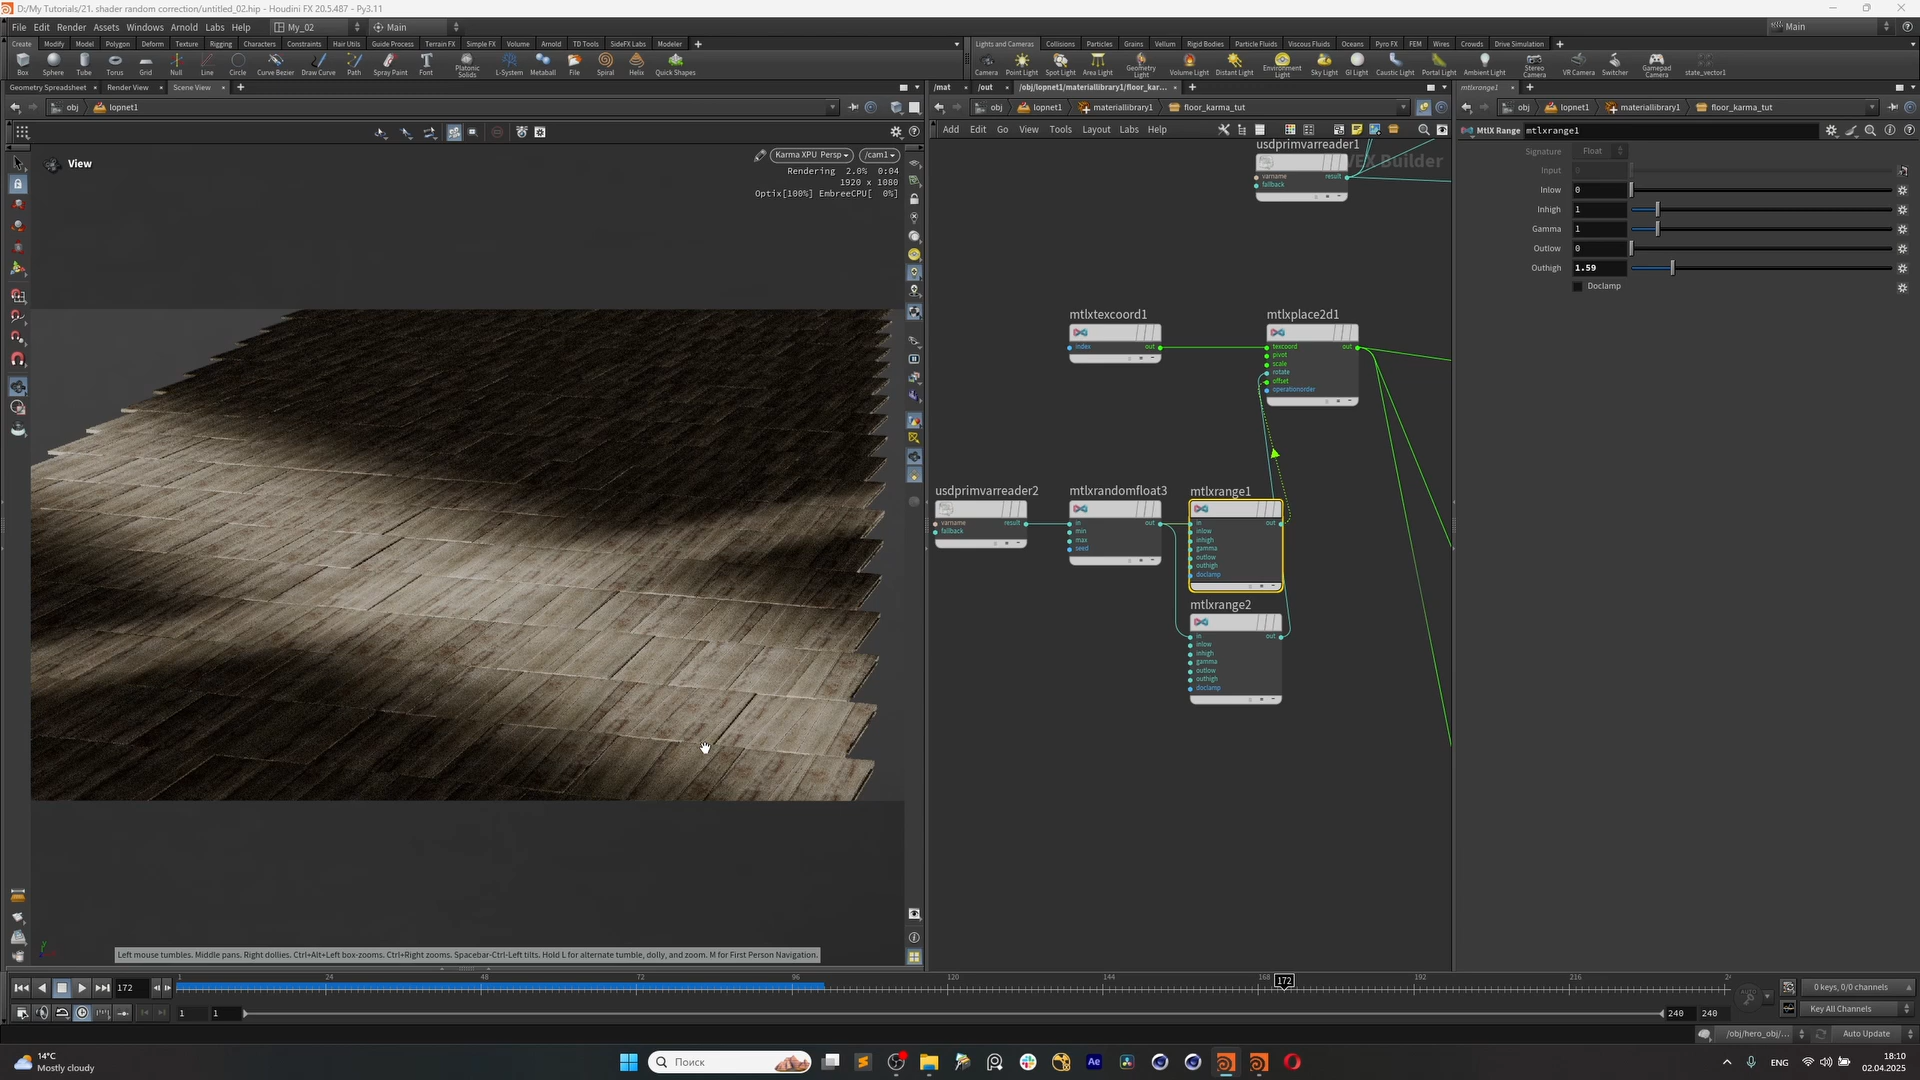 D:/My Tutorials/21. shader random correction/untitled_02.hip - Houdini FX 20.5.487 - Py3.11
File Edit Render Assets Windows Arnold Labs Help My_02 Main Main
Create Modify Model Polygon Deform Texture Rigging Characters Constraints Hair Utils Guide Process Terrain FX Simple FX Volume Arnold TD Tools SideFX Labs Modeler
Lights and Cameras Collisions Particles Grains Vellum Rigid Bodies Particle Fluids Viscous Fluids Oceans Pyro FX FEM Wires Crowds Drive Simulation
Box Sphere Tube Torus Grid Null Line Circle Curve Bezier Draw Curve Path Spray Paint Font Platonic Solids L-System Metaball File Spiral Helix Quick Shapes
Camera Point Light Spot Light Area Light Geometry Light Volume Light Distant Light Environment Light Sky Light GI Light Caustic Light Portal Light Ambient Light Stereo Camera VR Camera Switcher Gamepad Camera state_vector1
Geometry Spreadsheet Render View Scene View
/mat /out /obj/lopnet1/materiallibrary1/floor_kar...
mtlxrange1
obj lopnet1
obj lopnet1 materiallibrary1 floor_karma_tut
obj lopnet1 materiallibrary1 floor_karma_tut
Add Edit Go View Tools Layout Labs Help
MtlX Range mtlxrange1
View
Karma XPU Persp /cam1
Rendering 2.0% 0:04
1920 x 1080
Optix[100%] EmbreeCPU[ 0%]
VEX Builder
usdprimvarreader1
varname result
fallback
mtlxtexcoord1
index out
mtlxplace2d1
texcoord out
pivot
scale
rotate
offset
operationorder
usdprimvarreader2
varname result
fallback
mtlxrandomfloat3
in out
min
max
seed
mtlxrange1
in out
inlow
inhigh
gamma
outlow
outhigh
doclamp
mtlxrange2
in out
inlow
inhigh
gamma
outlow
outhigh
doclamp
Signature Float
Input 0
Inlow 0
Inhigh 1
Gamma 1
Outlow 0
Outhigh 1.59
Doclamp
Left mouse tumbles. Middle pans. Right dollies. Ctrl+Alt+Left box-zooms. Ctrl+Right zooms. Spacebar-Ctrl-Left tilts. Hold L for alternate tumble, dolly, and zoom. M for First Person Navigation.
1 24 48 72 96 120 144 168 172 192 216
172
0 keys, 0/0 channels
1 1 240 240
Key All Channels
/obj/hero_obj/...
Auto Update
14°C
Mostly cloudy
Поиск
ENG
18:10
02.04.2025